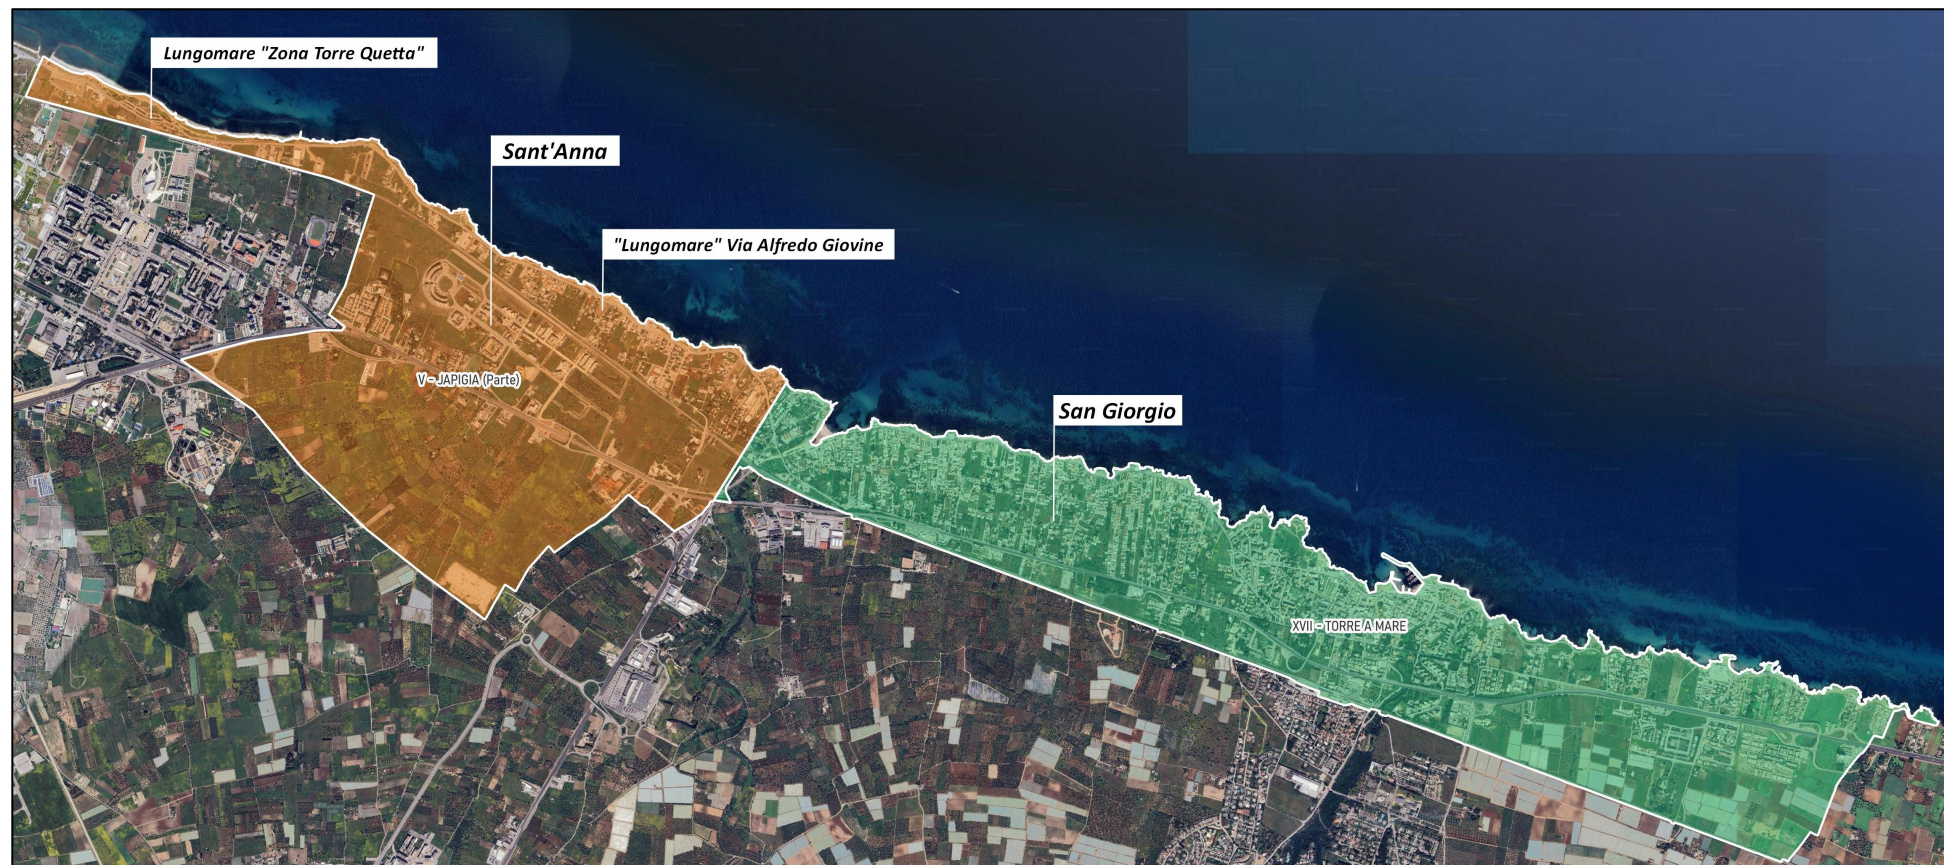 Lungomare "Zona Torre Quetta"
Sant'Anna
"Lungomare" Via Alfredo Giovine
V - JAPIGIA (Parte)
San Giorgio
XVII - TORRE A MARE